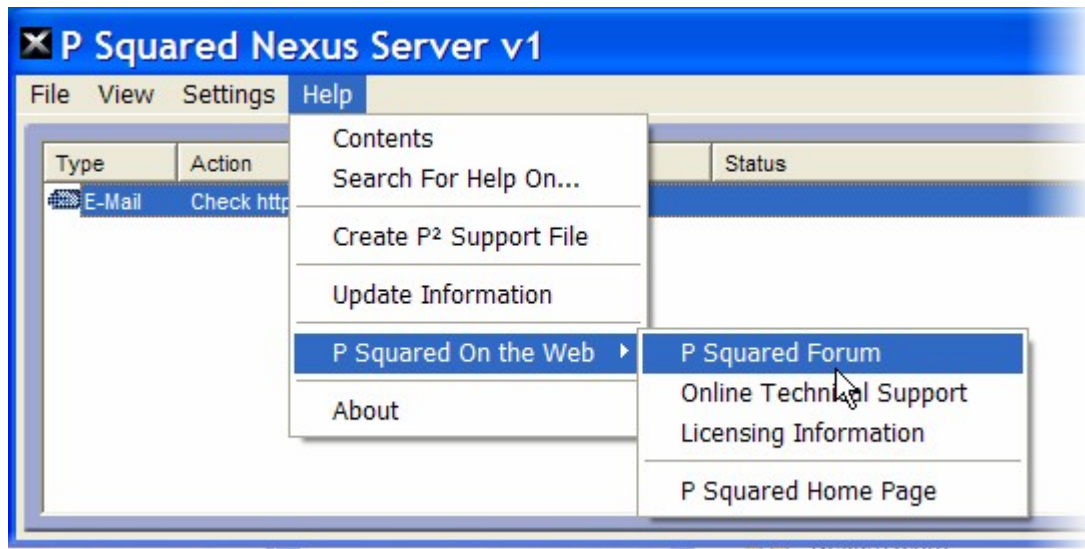 P Squared Nexus Server v1
File View Settings Help
Type Action Status
E-Mail Check http
Contents
Search For Help On...
Create P² Support File
Update Information
P Squared On the Web
About
P Squared Forum
Online Technical Support
Licensing Information
P Squared Home Page